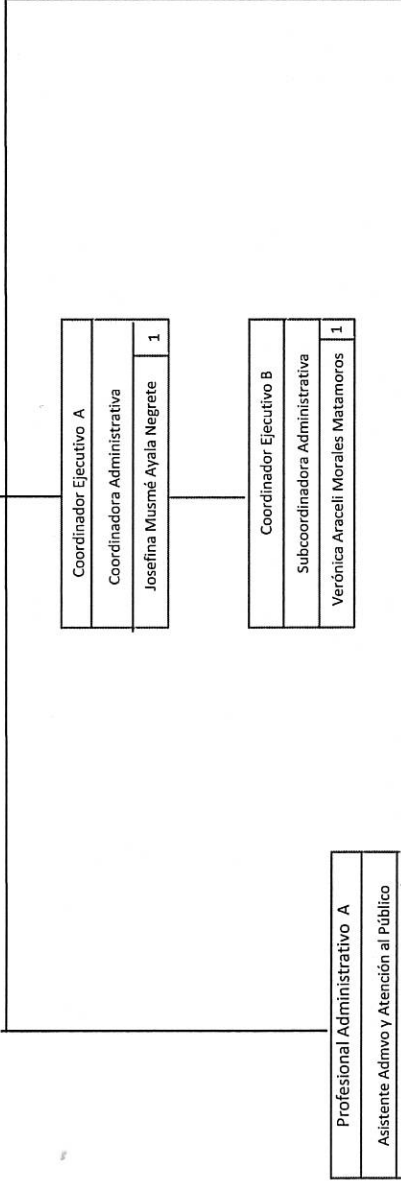 Coordinador Ejecutivo A
Coordinadora Administrativa
Josefina Musmé Ayala Negrete 1
Coordinador Ejecutivo B
Subcoordinadora Administrativa
Verónica Araceli Morales Matamoros 1
Profesional Administrativo A
Asistente Admvo y Atención al Público